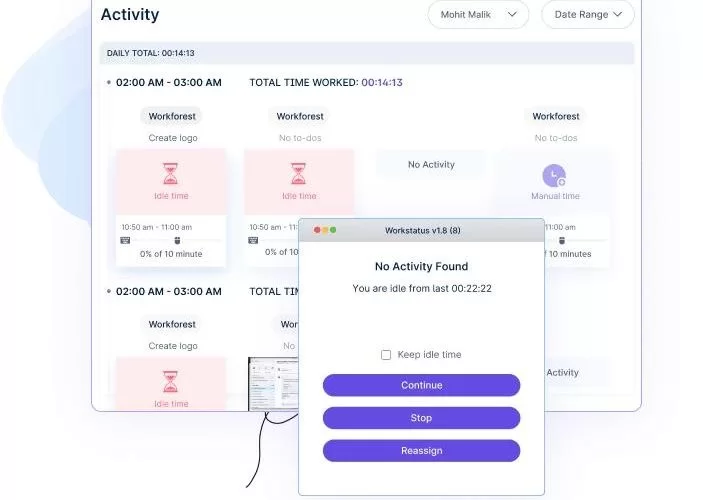 Activity
Mohit Malik
Date Range
DAILY TOTAL: 00:14:13
02:00 AM - 03:00 AM TOTAL TIME WORKED: 00:14:13
Workforest Workforest Workforest
Create logo No to-dos No to-dos
No Activity
Idle time Idle time Manual time
10:50 am - 11:00 am 10:50 am - 11:00 am
0% of 10 minute 0% of 10 f 10 minutes
Workstatus v1.8 (8)
No Activity Found
You are idle from last 00:22:22
02:00 AM - 03:00 AM TOTAL TI
Workforest Wor
Create logo No
Keep idle time
Idle time Activity
Continue
Stop
Reassign